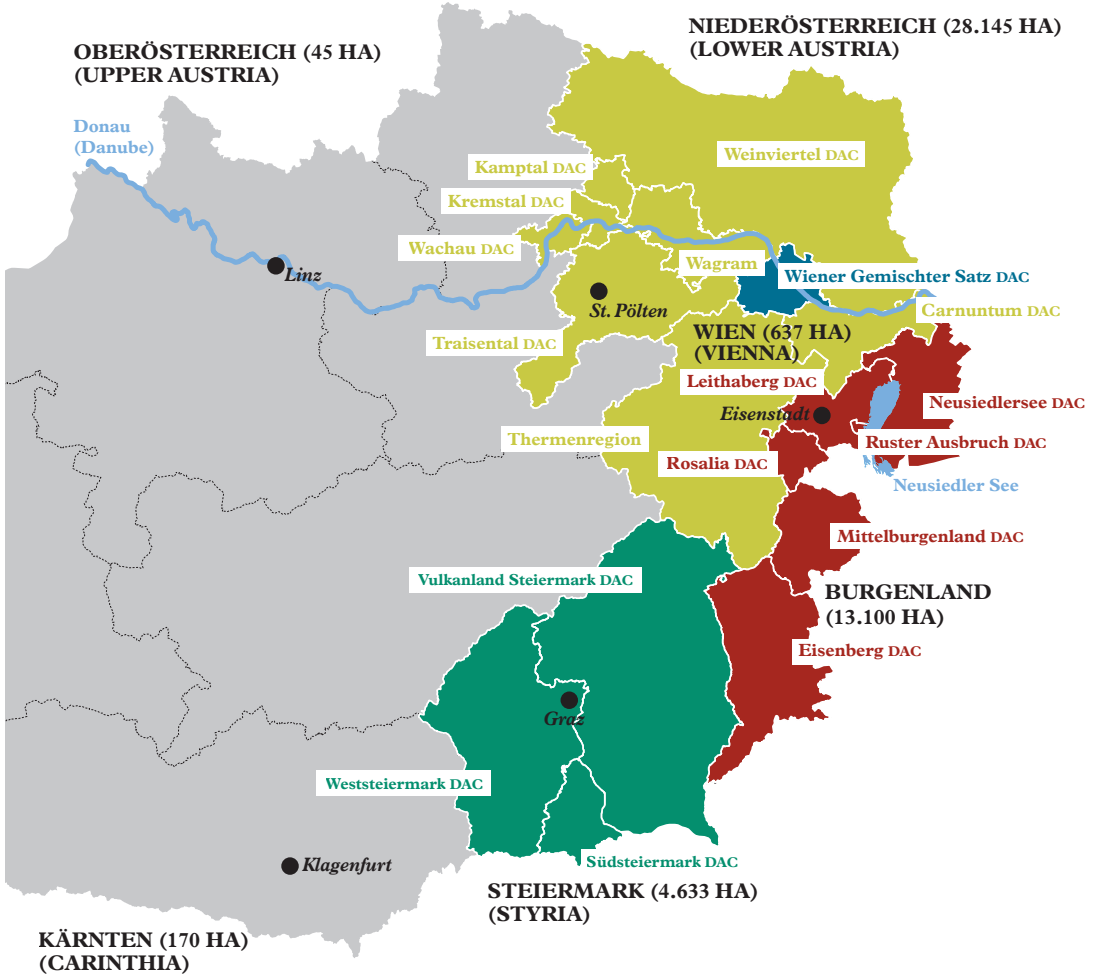 NIEDERÖSTERREICH (28.145 HA)
(LOWER AUSTRIA)
OBERÖSTERREICH (45 HA)
(UPPER AUSTRIA)
Donau
(Danube)
Weinviertel DAC
Kamptal DAC
Kremstal DAC
Wachau DAC
Wagram
Linz
Wiener Gemischter Satz DAC
St. Pölten
Carnuntum DAC
WIEN (637 HA)
(VIENNA)
Traisental DAC
Leithaberg DAC
Neusiedlersee DAC
Eisenstadt
Thermenregion
Ruster Ausbruch DAC
Rosalia DAC
Neusiedler See
Mittelburgenland DAC
Vulkanland Steiermark DAC
BURGENLAND
(13.100 HA)
Eisenberg DAC
Graz
Weststeiermark DAC
Südsteiermark DAC
Klagenfurt
STEIERMARK (4.633 HA)
(STYRIA)
KÄRNTEN (170 HA)
(CARINTHIA)